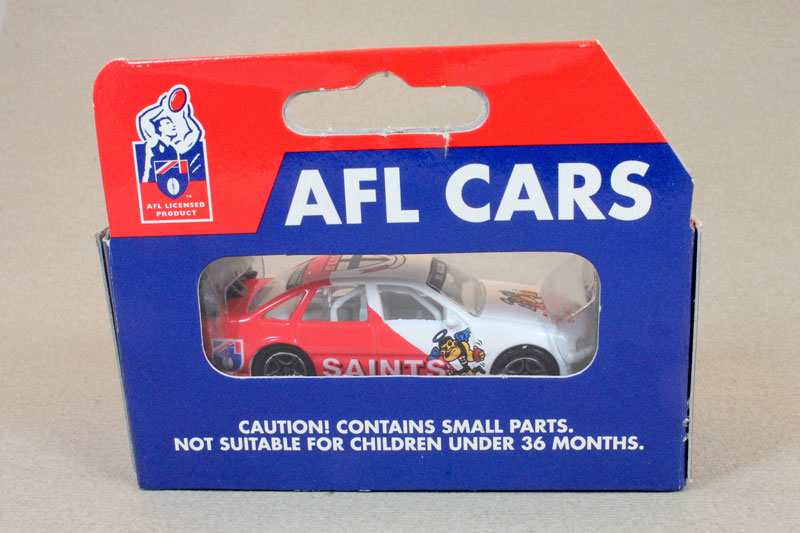 AFL LICENSED
PRODUCT
AFL CARS
SAINTS
CAUTION! CONTAINS SMALL PARTS.
NOT SUITABLE FOR CHILDREN UNDER 36 MONTHS.